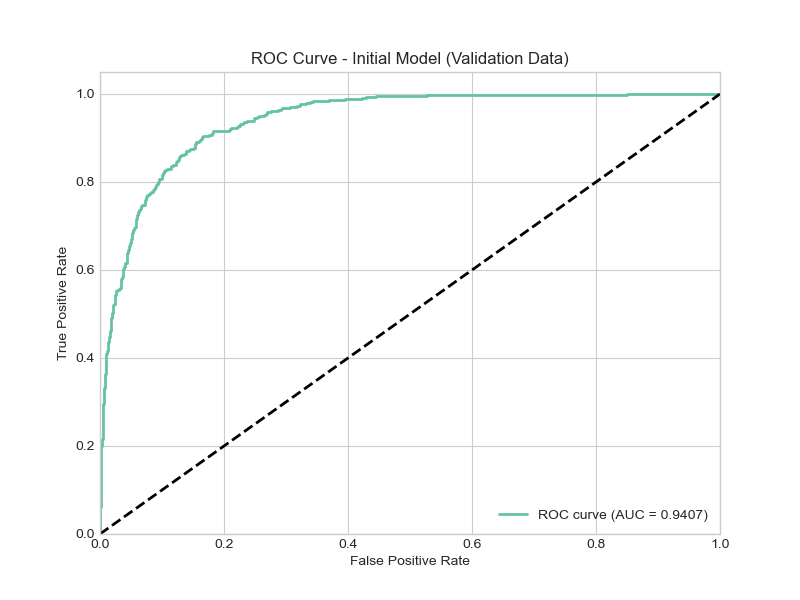 ROC Curve - Initial Model (Validation Data)
1.0
0.8
0.6
0.4
0.2
0.0
True Positive Rate
ROC curve (AUC = 0.9407)
0.0 0.2 0.4 0.6 0.8 1.0
False Positive Rate